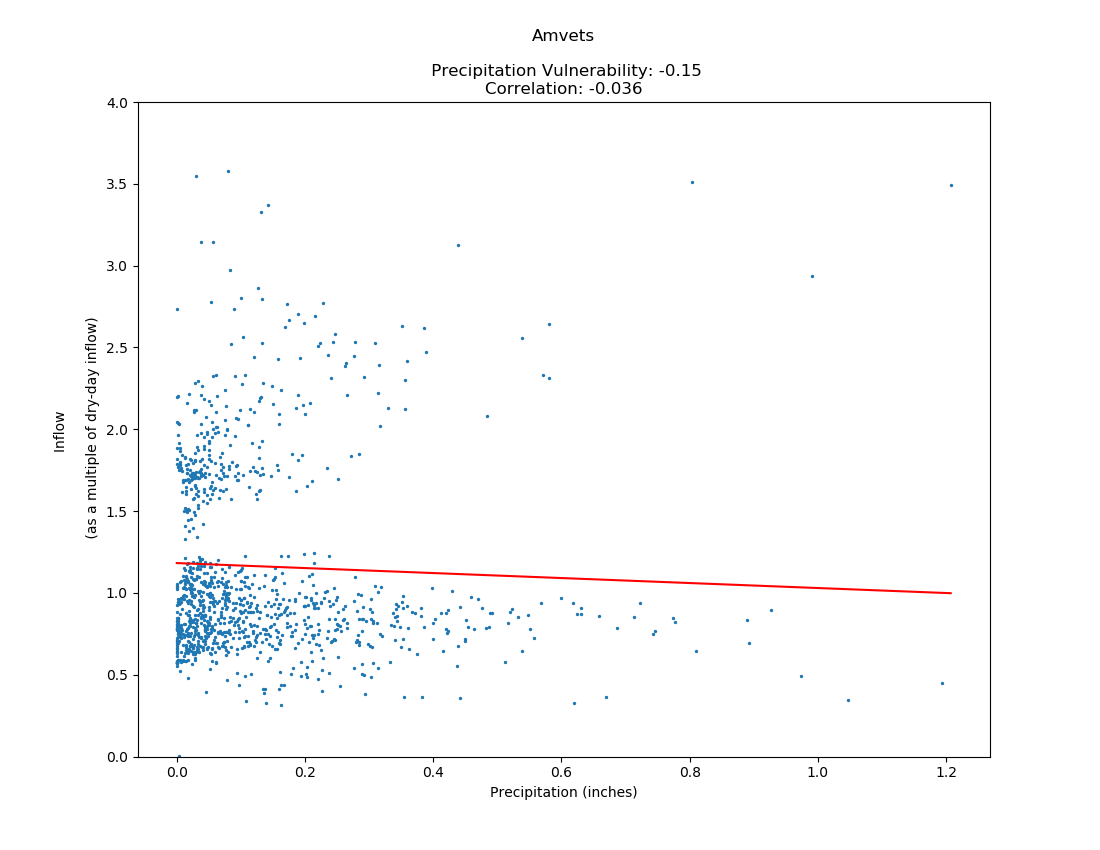 Amvets
Precipitation Vulnerability: -0.15
Correlation: -0.036
4.0
3.5
3.0
2.5
2.0
1.5
1.0
0.5
0.0
Inflow
(as a multiple of dry-day inflow)
0.0 0.2 0.4 0.6 0.8 1.0 1.2
Precipitation (inches)